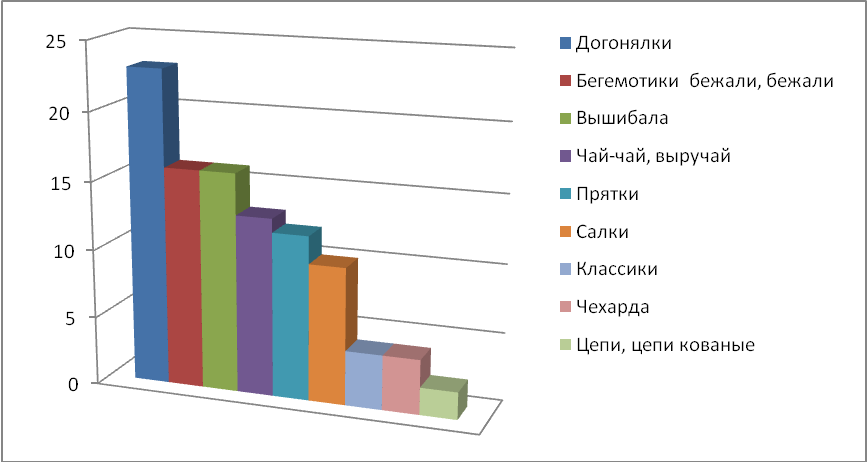 25
20
15
10
5
0
Догонялки
Бегемотики бежали, бежали
Вышибала
Чай-чай, выручай
Прятки
Салки
Классики
Чехарда
Цепи, цепи кованые